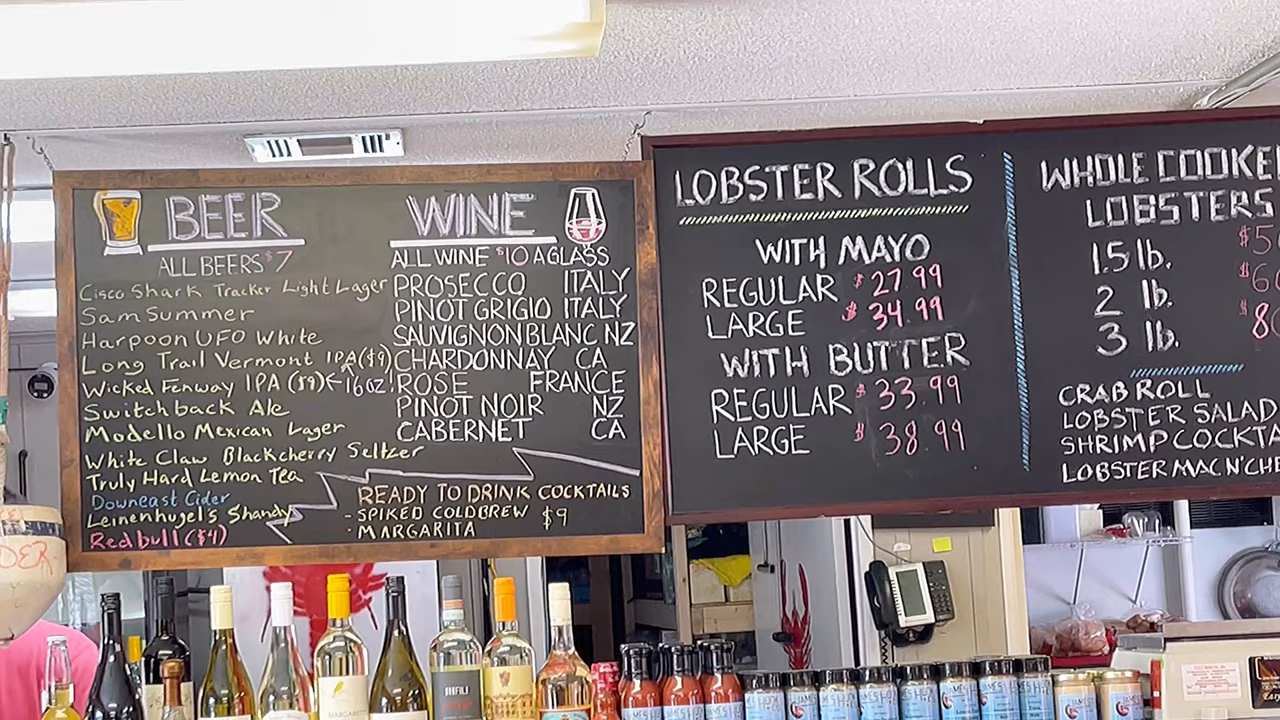 BEER
ALL BEERS $7
Cisco Shark Tracker Light Lager
Sam Summer
Harpoon UFO White
Long Trail Vermont IPA ($9)
Wicked Fenway IPA ($9) ← 16oz!
Switchback Ale
Modello Mexican Lager
White Claw Blackcherry Seltzer
Truly Hard Lemon Tea
Downeast Cider
Leinenhugel's Shandy
Redbull ($4)
WINE
ALL WINE $10 A GLASS
PROSECCO ITALY
PINOT GRIGIO ITALY
SAUVIGNON BLANC NZ
CHARDONNAY CA
ROSE FRANCE
PINOT NOIR NZ
CABERNET CA
READY TO DRINK COCKTAILS
- SPIKED COLDBREW $9
- MARGARITA
LOBSTER ROLLS
WITH MAYO
REGULAR $27.99
LARGE $34.99
WITH BUTTER
REGULAR $33.99
LARGE $38.99
WHOLE COOKE
LOBSTERS
1.5 lb. $5
2 lb. $6
3 lb. $8
CRAB ROLL
LOBSTER SALAD
SHRIMP COCKTA
LOBSTER MAC N' CHE
DER